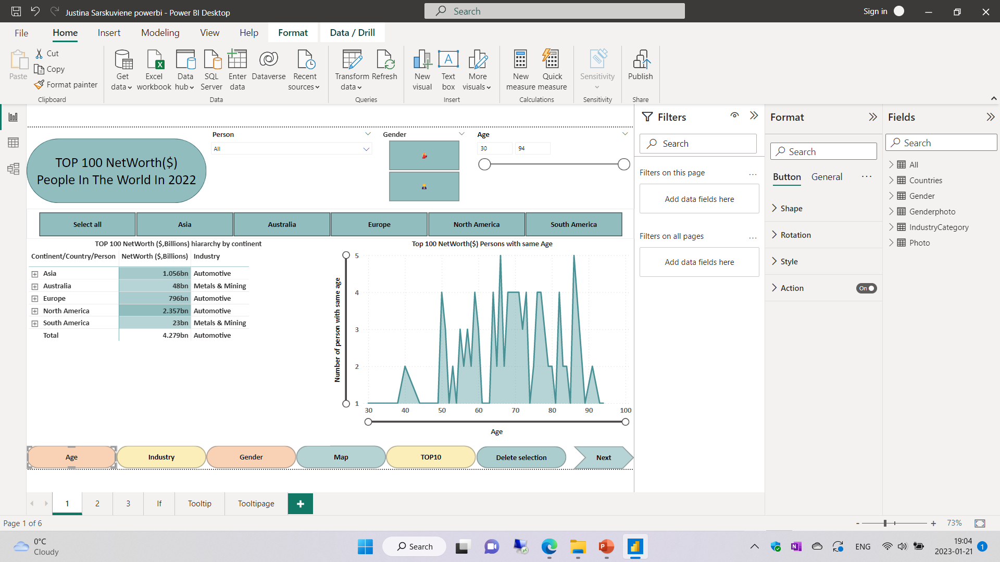 Justina Sarskuviene powerbi - Power BI Desktop
Search
Sign in
File
Home
Insert
Modeling
View
Help
Format
Data / Drill
Paste
Cut
Copy
Format painter
Clipboard
Get data
Excel workbook
Data hub
SQL Server
Enter data
Dataverse
Recent sources
Data
Transform data
Refresh
Queries
New visual
Text box
More visuals
Insert
New measure
Quick measure
Calculations
Sensitivity
Sensitivity
Publish
Share
TOP 100 NetWorth($)
People In The World In 2022
Person
All
Gender
Age
30
94
Select all
Asia
Australia
Europe
North America
South America
TOP 100 NetWorth ($,Billions) hiararchy by continent
Continent/Country/Person NetWorth ($,Billions) Industry
Asia 1.056bn Automotive
Australia 48bn Metals & Mining
Europe 796bn Automotive
North America 2.357bn Automotive
South America 23bn Metals & Mining
Total 4.279bn Automotive
Top 100 NetWorth($) Persons with same Age
Number of person with same age
5
4
3
2
1
30 40 50 60 70 80 90 100
Age
Age
Industry
Gender
Map
TOP10
Delete selection
Next
Filters
Search
Filters on this page
...
Add data fields here
Filters on all pages
...
Add data fields here
Format
Search
Button
General
...
Shape
Rotation
Style
Action
On
Fields
Search
All
Countries
Gender
Genderphoto
IndustryCategory
Photo
1
2
3
If
Tooltip
Tooltipage
+
Page 1 of 6
- + 73%
0°C
Cloudy
Search
ENG
19:04
2023-01-21
1